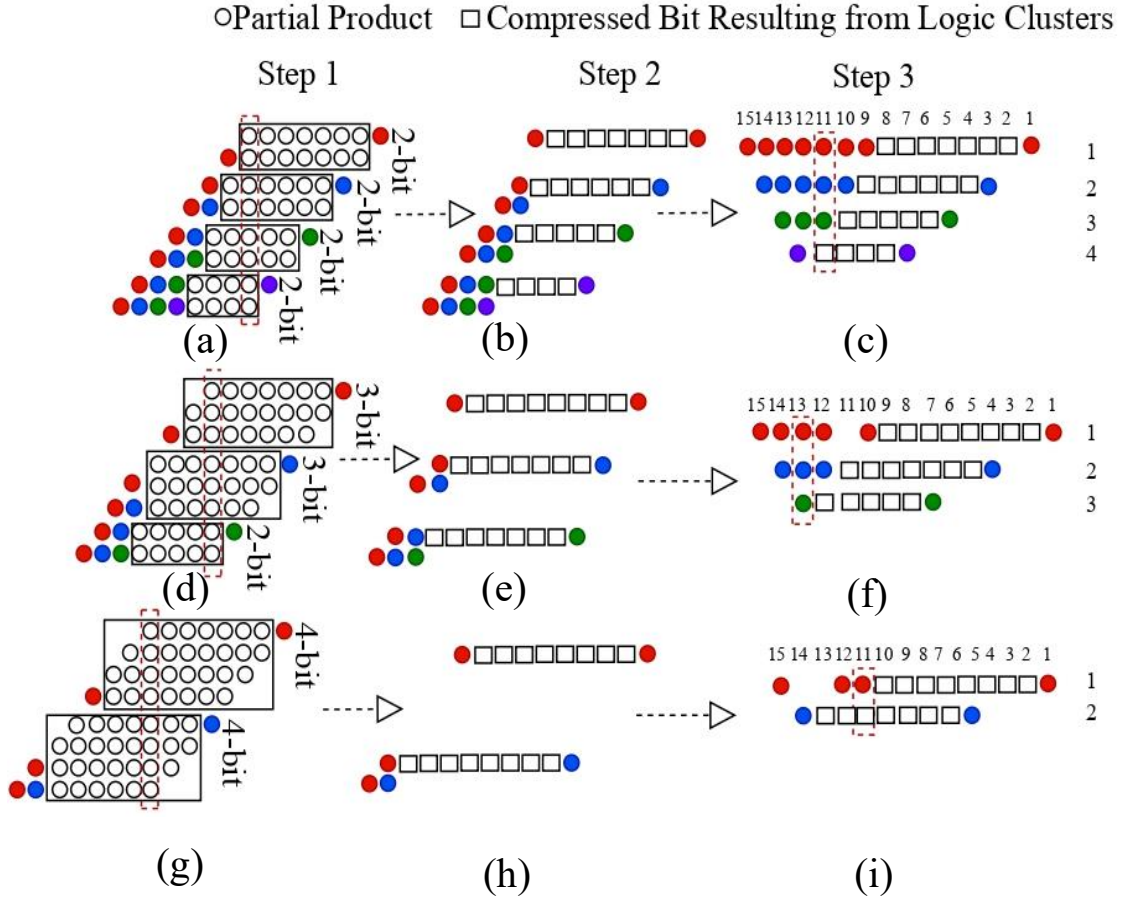 Partial Product Compressed Bit Resulting from Logic Clusters
Step 1 Step 2 Step 3
15 14 13 12 11 10 9 8 7 6 5 4 3 2 1
2-bit
2-bit
2-bit
2-bit
1
2
3
4
(a) (b) (c)
3-bit
3-bit
2-bit
15 14 13 12 11 10 9 8 7 6 5 4 3 2 1
1
2
3
(d) (e) (f)
4-bit
4-bit
15 14 13 12 11 10 9 8 7 6 5 4 3 2 1
1
2
(g) (h) (i)